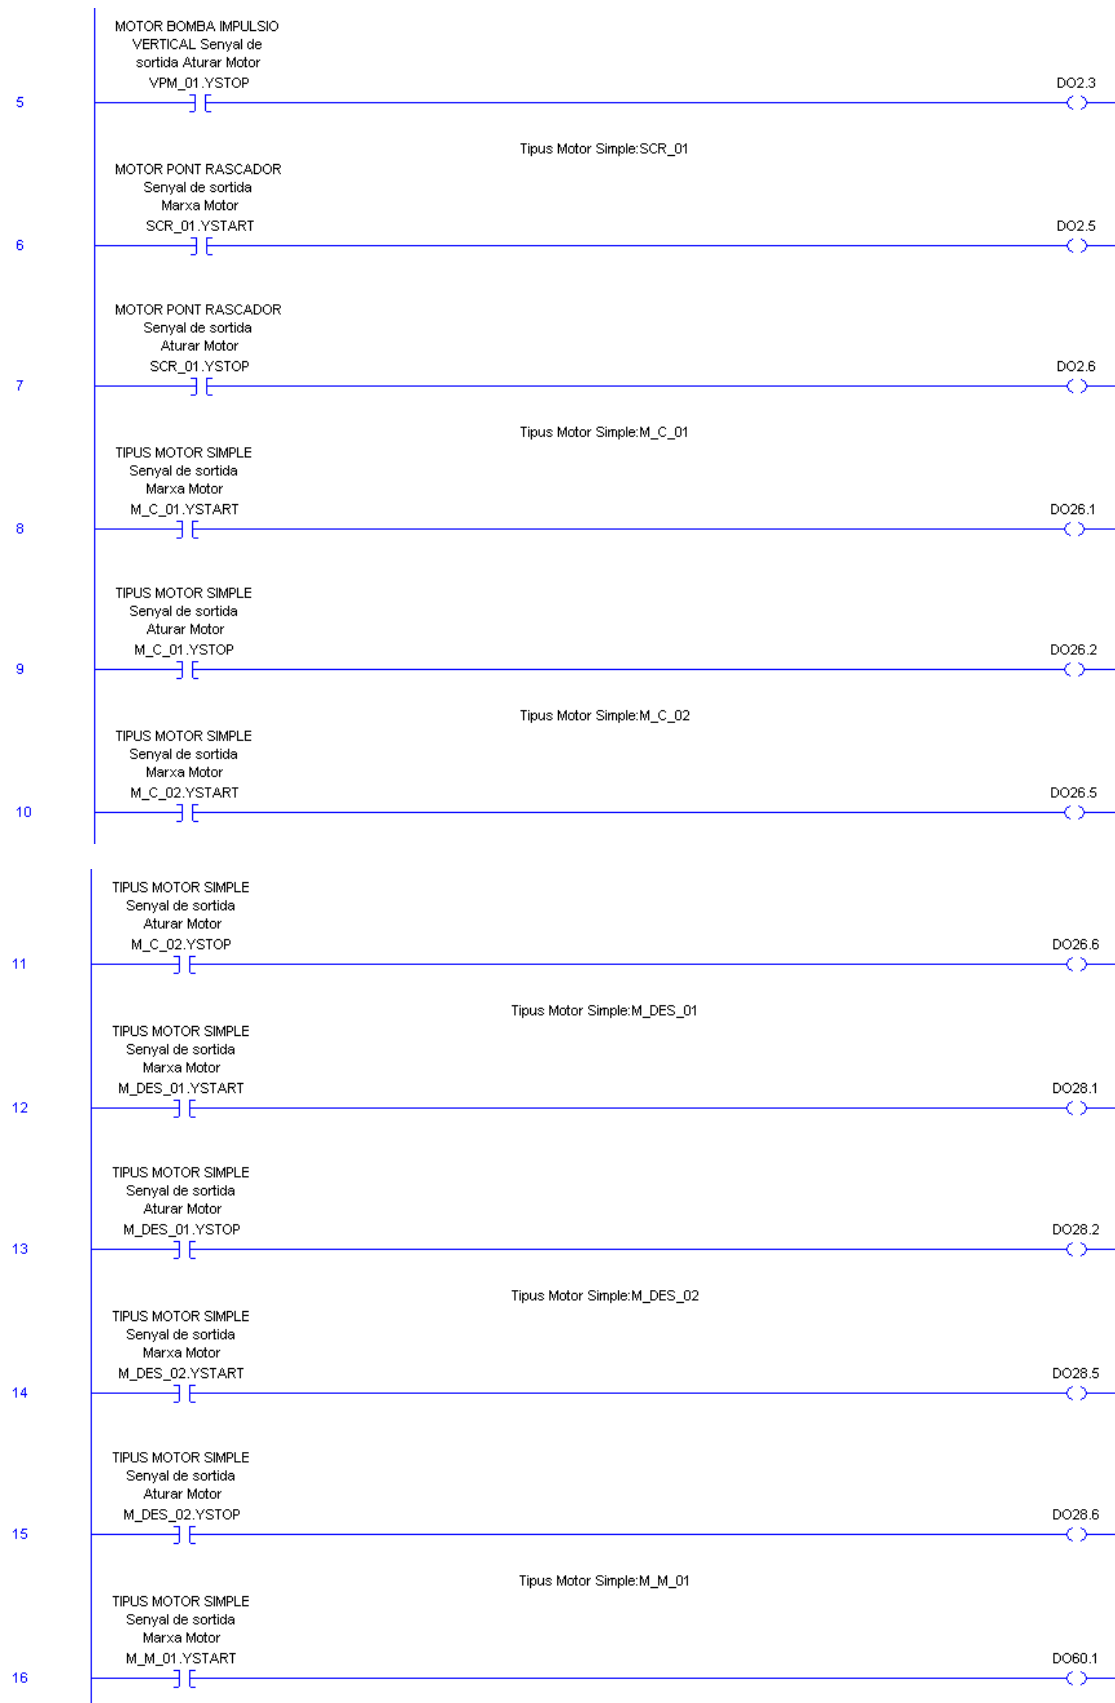 MOTOR BOMBA IMPULSIO
VERTICAL Senyal de
sortida Aturar Motor
VPM_01.YSTOP
DO2.3
5
Tipus Motor Simple:SCR_01
MOTOR PONT RASCADOR
Senyal de sortida
Marxa Motor
SCR_01.YSTART
DO2.5
6
MOTOR PONT RASCADOR
Senyal de sortida
Aturar Motor
SCR_01.YSTOP
DO2.6
7
Tipus Motor Simple:M_C_01
TIPUS MOTOR SIMPLE
Senyal de sortida
Marxa Motor
M_C_01.YSTART
DO26.1
8
TIPUS MOTOR SIMPLE
Senyal de sortida
Aturar Motor
M_C_01.YSTOP
DO26.2
9
Tipus Motor Simple:M_C_02
TIPUS MOTOR SIMPLE
Senyal de sortida
Marxa Motor
M_C_02.YSTART
DO26.5
10
TIPUS MOTOR SIMPLE
Senyal de sortida
Aturar Motor
M_C_02.YSTOP
DO26.6
11
Tipus Motor Simple:M_DES_01
TIPUS MOTOR SIMPLE
Senyal de sortida
Marxa Motor
M_DES_01.YSTART
DO28.1
12
TIPUS MOTOR SIMPLE
Senyal de sortida
Aturar Motor
M_DES_01.YSTOP
DO28.2
13
Tipus Motor Simple:M_DES_02
TIPUS MOTOR SIMPLE
Senyal de sortida
Marxa Motor
M_DES_02.YSTART
DO28.5
14
TIPUS MOTOR SIMPLE
Senyal de sortida
Aturar Motor
M_DES_02.YSTOP
DO28.6
15
Tipus Motor Simple:M_M_01
TIPUS MOTOR SIMPLE
Senyal de sortida
Marxa Motor
M_M_01.YSTART
DO60.1
16